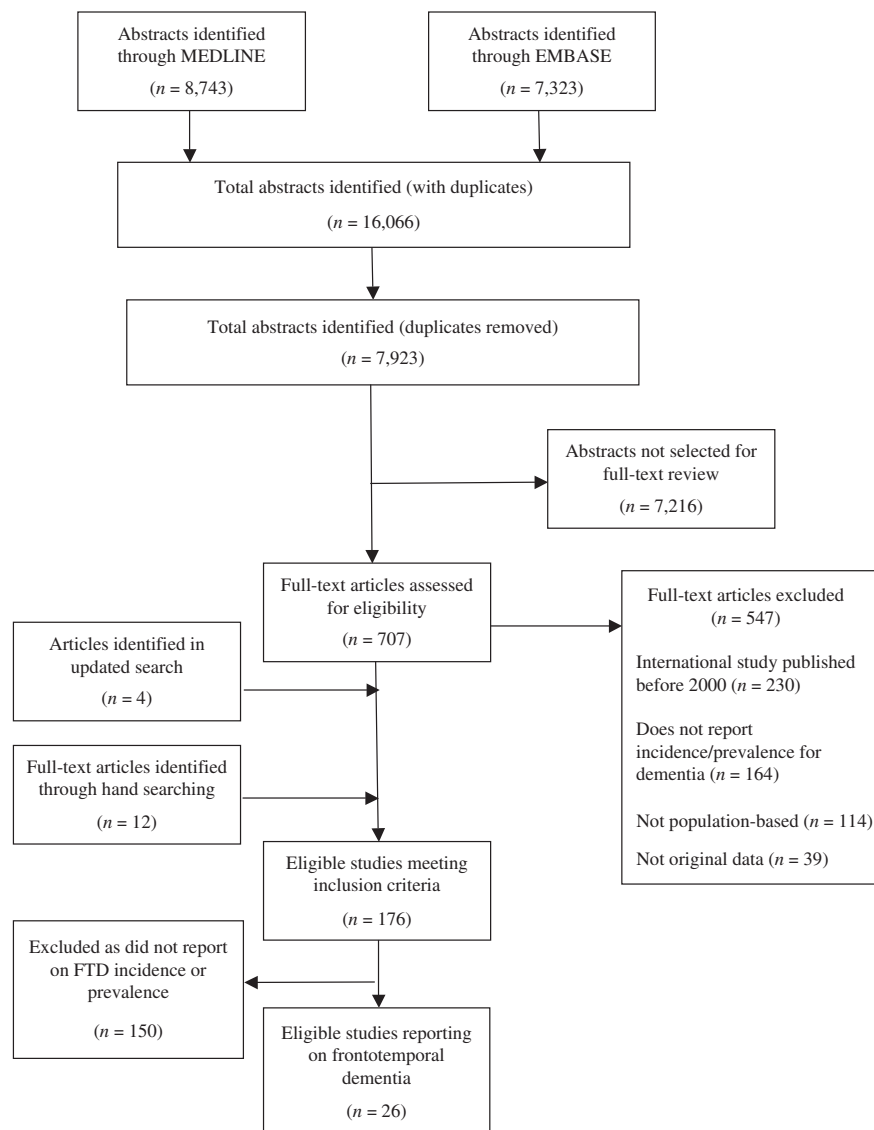 Abstracts identified
through MEDLINE
(n = 8,743)
Abstracts identified
through EMBASE
(n = 7,323)
Total abstracts identified (with duplicates)
(n = 16,066)
Total abstracts identified (duplicates removed)
n = 7,923)
Abstracts not selected for
full-text review
(n = 7,216)
Full-text articles assessed
for eligibility
(n = 707)
Full-text articles excluded
(n = 547)
International study published
before 2000 (n = 230)
Does not report
incidence/prevalence for
dementia (n = 164)
Not population-based (n = 114)
Not original data (n = 39)
Articles identified in
updated search
(n = 4)
Full-text articles identified
through hand searching
(n = 12)
Eligible studies meeting
inclusion criteria
(n = 176)
Excluded as did not report
on FTD incidence or
prevalence
(n = 150)
Eligible studies reporting
on frontotemporal
dementia
(n = 26)